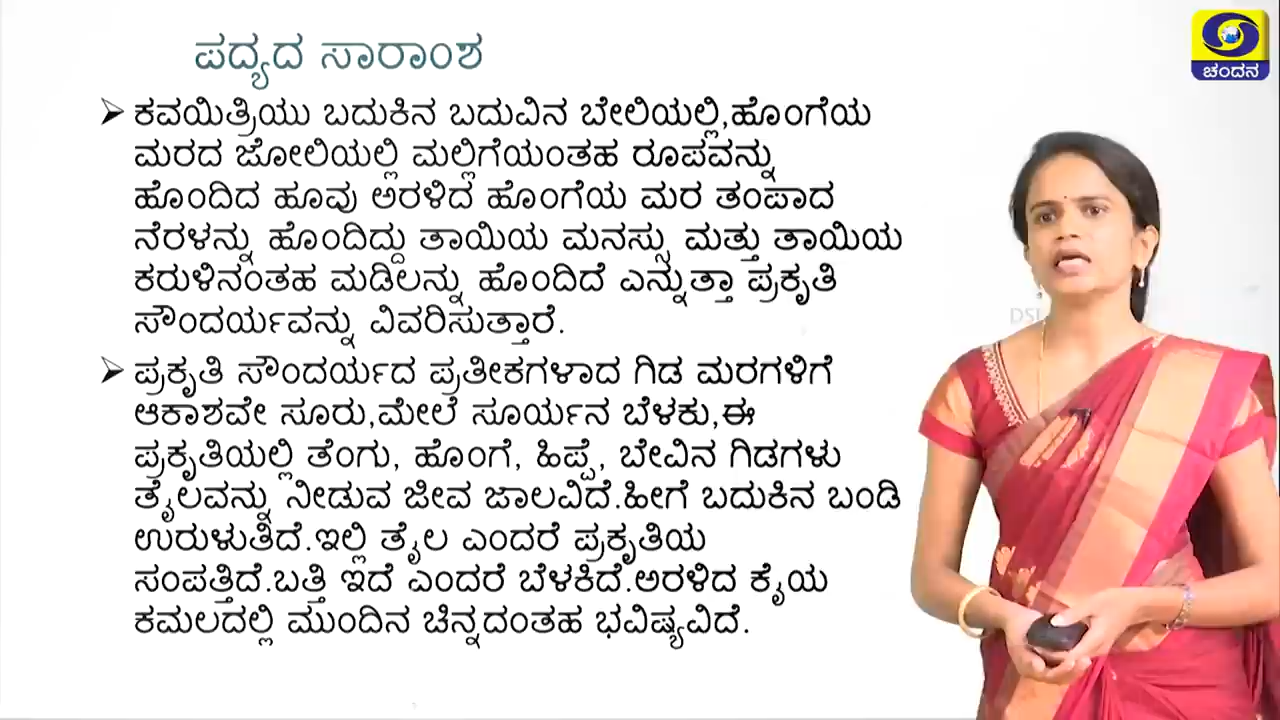 ಪದ್ಯದ ಸಾರಾಂಶ
ಚಂದನ
ಕವಯಿತ್ರಿಯು ಬದುಕಿನ ಬದುವಿನ ಬೇಲಿಯಲ್ಲಿ,ಹೊಂಗೆಯ
ಮರದ ಜೋಲಿಯಲ್ಲಿ ಮಲ್ಲಿಗೆಯಂತಹ ರೂಪವನ್ನು
ಹೊಂದಿದ ಹೂವು ಅರಳಿದ ಹೊಂಗೆಯ ಮರ ತಂಪಾದ
ನೆರಳನ್ನು ಹೊಂದಿದ್ದು ತಾಯಿಯ ಮನಸ್ಸು ಮತ್ತು ತಾಯಿಯ
ಕರುಳಿನಂತಹ ಮಡಿಲನ್ನು ಹೊಂದಿದೆ ಎನ್ನುತ್ತಾ ಪ್ರಕೃತಿ
ಸೌಂದರ್ಯವನ್ನು ವಿವರಿಸುತ್ತಾರೆ.
ಪ್ರಕೃತಿ ಸೌಂದರ್ಯದ ಪ್ರತೀಕಗಳಾದ ಗಿಡ ಮರಗಳಿಗೆ
ಆಕಾಶವೇ ಸೂರು,ಮೇಲೆ ಸೂರ್ಯನ ಬೆಳಕು,ಈ
ಪ್ರಕೃತಿಯಲ್ಲಿ ತೆಂಗು, ಹೊಂಗೆ, ಹಿಪ್ಪೆ, ಬೇವಿನ ಗಿಡಗಳು
ತೈಲವನ್ನು ನೀಡುವ ಜೀವ ಜಾಲವಿದೆ.ಹೀಗೆ ಬದುಕಿನ ಬಂಡಿ
ಉರುಳುತಿದೆ.ಇಲ್ಲಿ ತೈಲ ಎಂದರೆ ಪ್ರಕೃತಿಯ
ಸಂಪತ್ತಿದೆ.ಬತ್ತಿ ಇದೆ ಎಂದರೆ ಬೆಳಕಿದೆ.ಅರಳಿದ ಕೈಯ
ಕಮಲದಲ್ಲಿ ಮುಂದಿನ ಚಿನ್ನದಂತಹ ಭವಿಷ್ಯವಿದೆ.